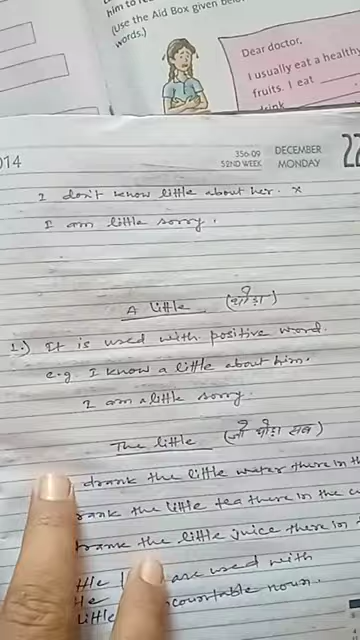 him to
(Use the Aid Box given
words.)
Dear doctor,
I usually eat a healthy
fruits. I eat
drink
014
356-09
52ND WEEK
DECEMBER
MONDAY
22
I don't know little about her. x
I am little sorry.
A little (थोड़ा)
1.) It is used with positive word.
e.g. I know a little about him.
I am a little sorry.
The little (जो थोड़ा सब)
drank the little water there in th
rank the little tea there in the
drank the little juice there in
are used with
uncountable noun.